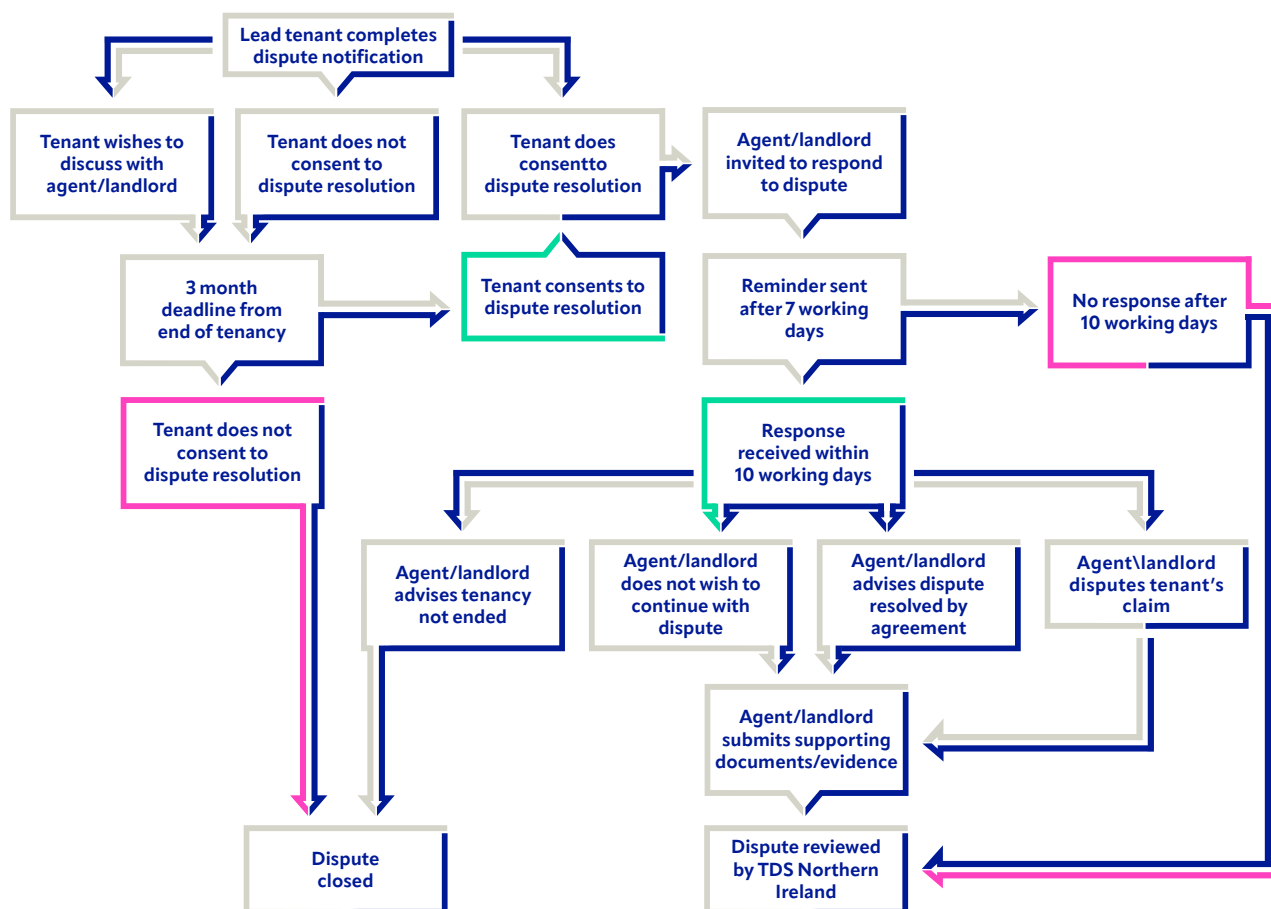 Lead tenant completes
dispute notification
Tenant wishes to
discuss with
agent/landlord
Tenant does not
consent to
dispute resolution
Tenant does
consentto
dispute resolution
Agent/landlord
invited to respond
to dispute
3 month
deadline from
end of tenancy
Tenant consents to
dispute resolution
Reminder sent
after 7 working
days
No response after
10 working days
Tenant does not
consent to
dispute resolution
Response
received within
10 working days
Agent/landlord
advises tenancy
not ended
Agent/landlord
does not wish to
continue with
dispute
Agent/landlord
advises dispute
resolved by
agreement
Agent\landlord
disputes tenant’s
claim
Agent/landlord
submits supporting
documents/evidence
Dispute
closed
Dispute reviewed
by TDS Northern
Ireland